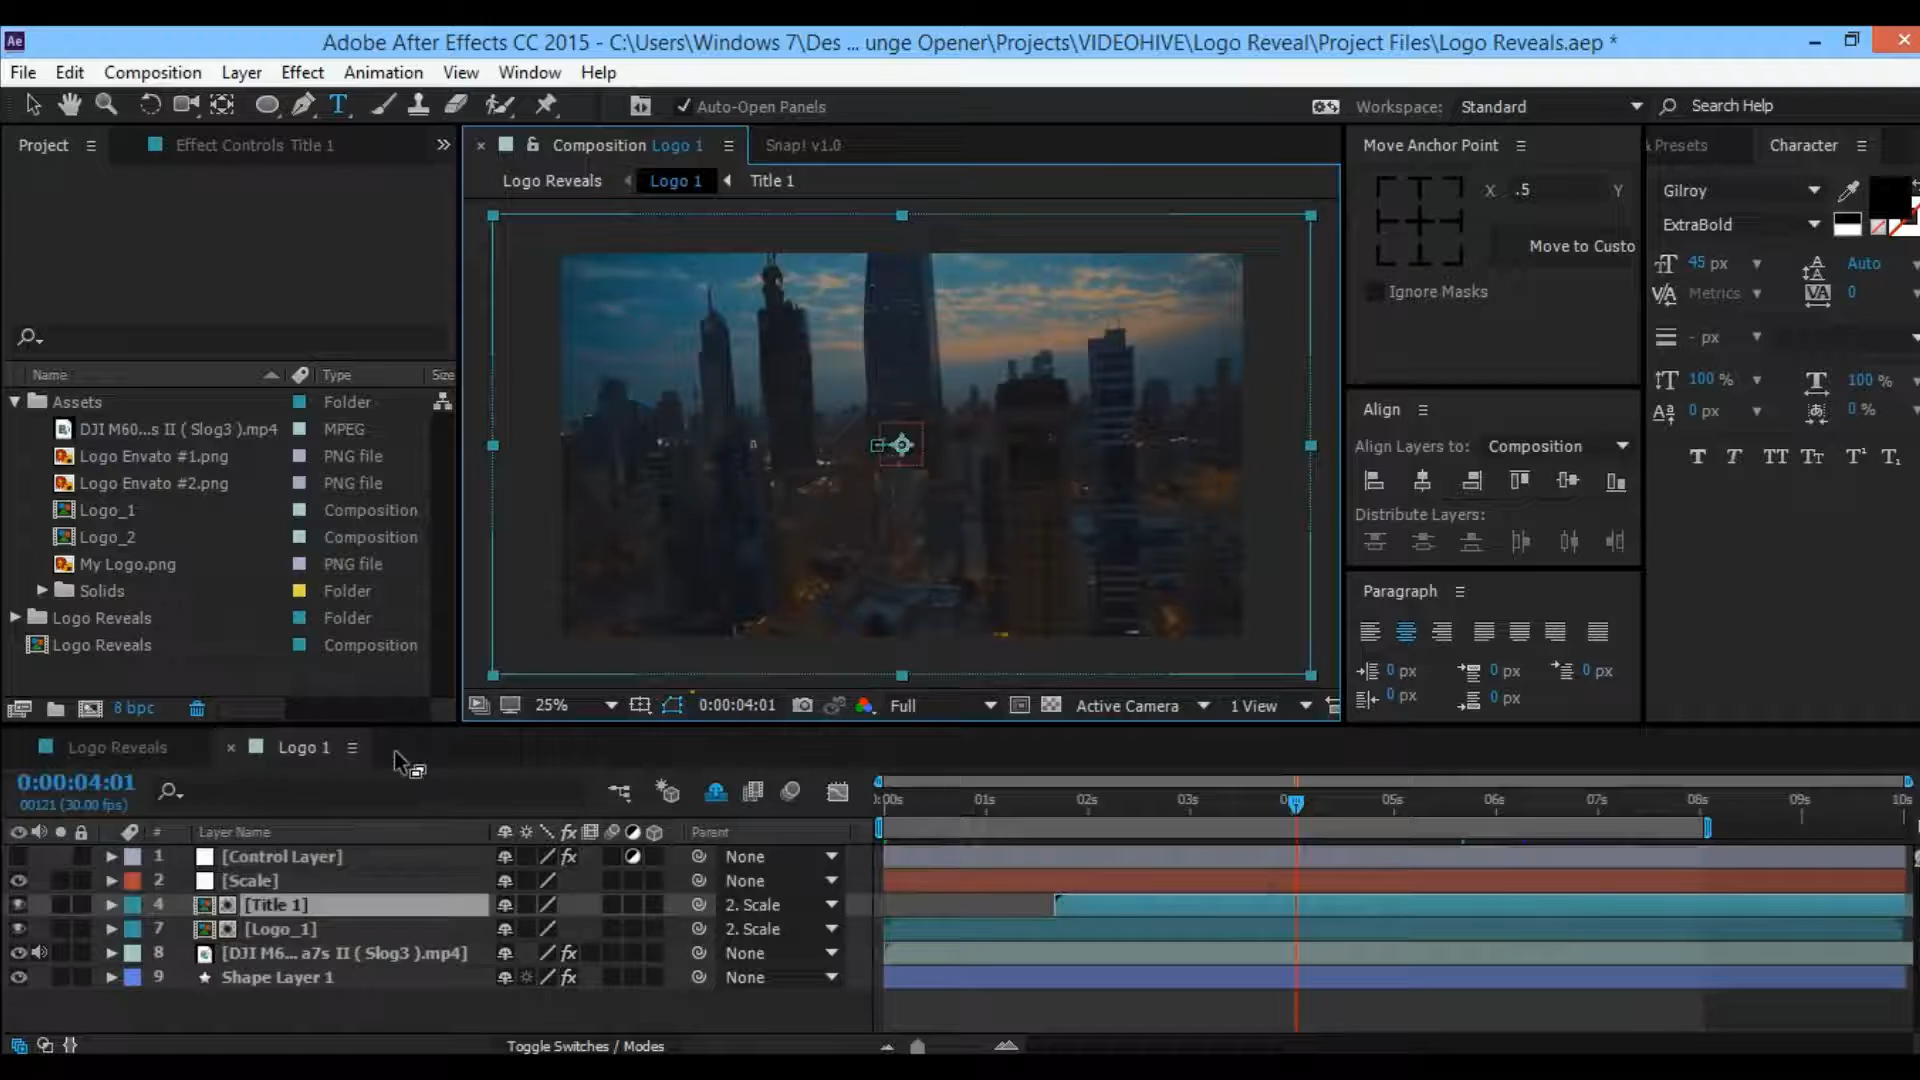 Ae
Adobe After Effects CC 2015 - C:\Users\Windows 7\Des ... unge Opener\Projects\VIDEOHIVE\Logo Reveal\Project Files\Logo Reveals.aep *
File Edit Composition Layer Effect Animation View Window Help
T Auto-Open Panels Workspace: Standard Search Help
Project Effect Controls Title 1 Composition Logo 1 Snap! v1.0 Move Anchor Point Presets Character
Logo Reveals Logo 1 Title 1
X .5 Y Gilroy
ExtraBold
Move to Custo
45 px Auto
Ignore Masks Metrics 0
- px
Name Type Size
100 % 100 %
Assets Folder
Align 0 px 0 %
DJI M60...s II ( Slog3 ).mp4 MPEG
Align Layers to: Composition
Logo Envato #1.png PNG file
T T TT Tт T¹ T₁
Logo Envato #2.png PNG file
Logo_1 Composition
Distribute Layers:
Logo_2 Composition
My Logo.png PNG file
Solids Folder
Paragraph
Logo Reveals Folder
Logo Reveals Composition
0 px 0 px 0 px
0 px 0 px
8 bpc 25% 0:00:04:01 Full Active Camera 1 View
Logo Reveals Logo 1
0:00:04:01
00121 (30.00 fps)
:00s 01s 02s 03s 0 05s 06s 07s 08s 09s 10s
# Layer Name fx Parent
1 [Control Layer] fx None
2 [Scale] None
4 [Title 1] 2. Scale
7 [Logo_1] 2. Scale
8 [DJI M6... a7s II ( Slog3 ).mp4] fx None
9 Shape Layer 1 fx None
Toggle Switches / Modes